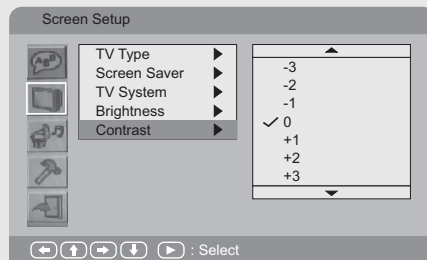 Screen Setup
TV Type
Screen Saver
TV System
Brightness
Contrast
-3
-2
-1
0
+1
+2
+3
: Select